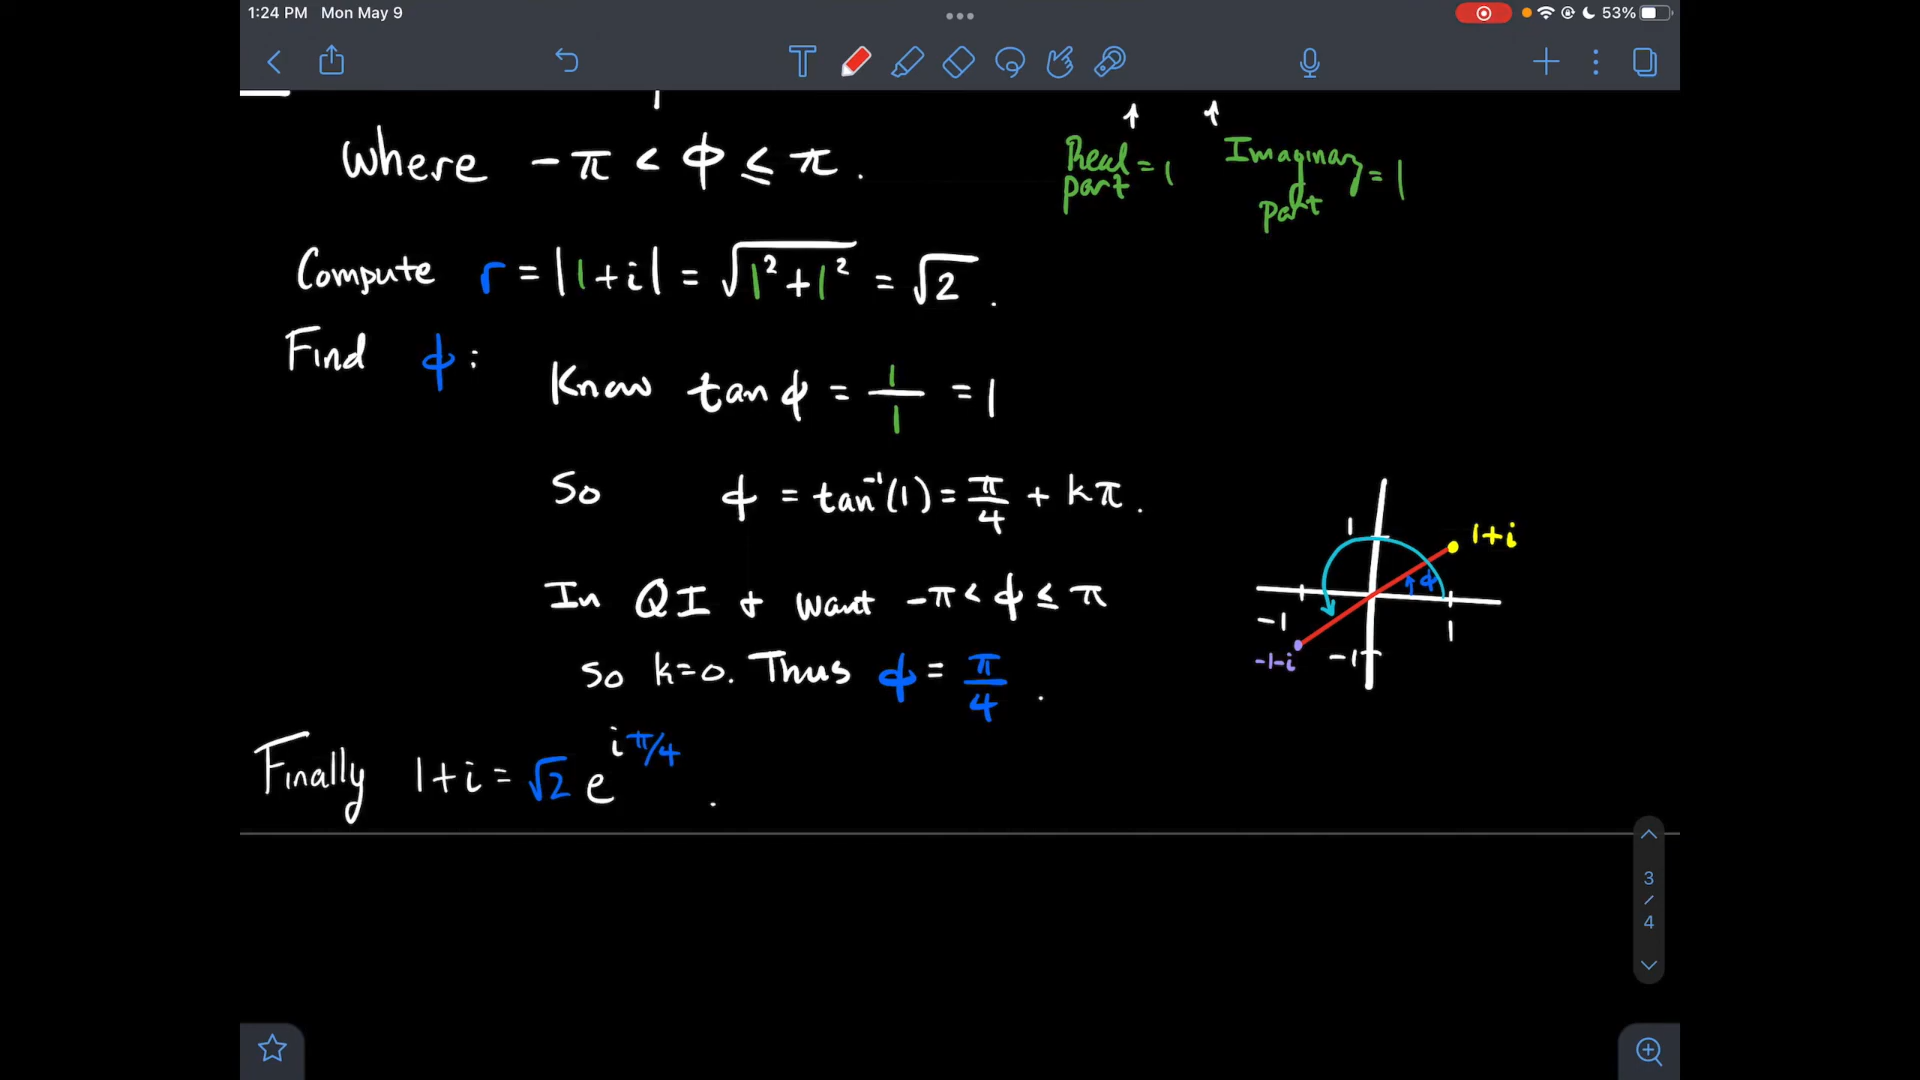 1:24 PM Mon May 9
53%
Where -π < φ ≤ π.
Real part = 1
Imaginary part = 1
Compute r = |1+i| = √(1²+1²) = √2.
Find φ:
Know tan φ = 1/1 = 1
So φ = tan⁻¹(1) = π/4 + kπ.
In QI & want -π < φ ≤ π
so k=0. Thus φ = π/4.
Finally 1+i = √2 e^(iπ/4).
1
1+i
φ
-1
1
-1-i
-1
3
/
4